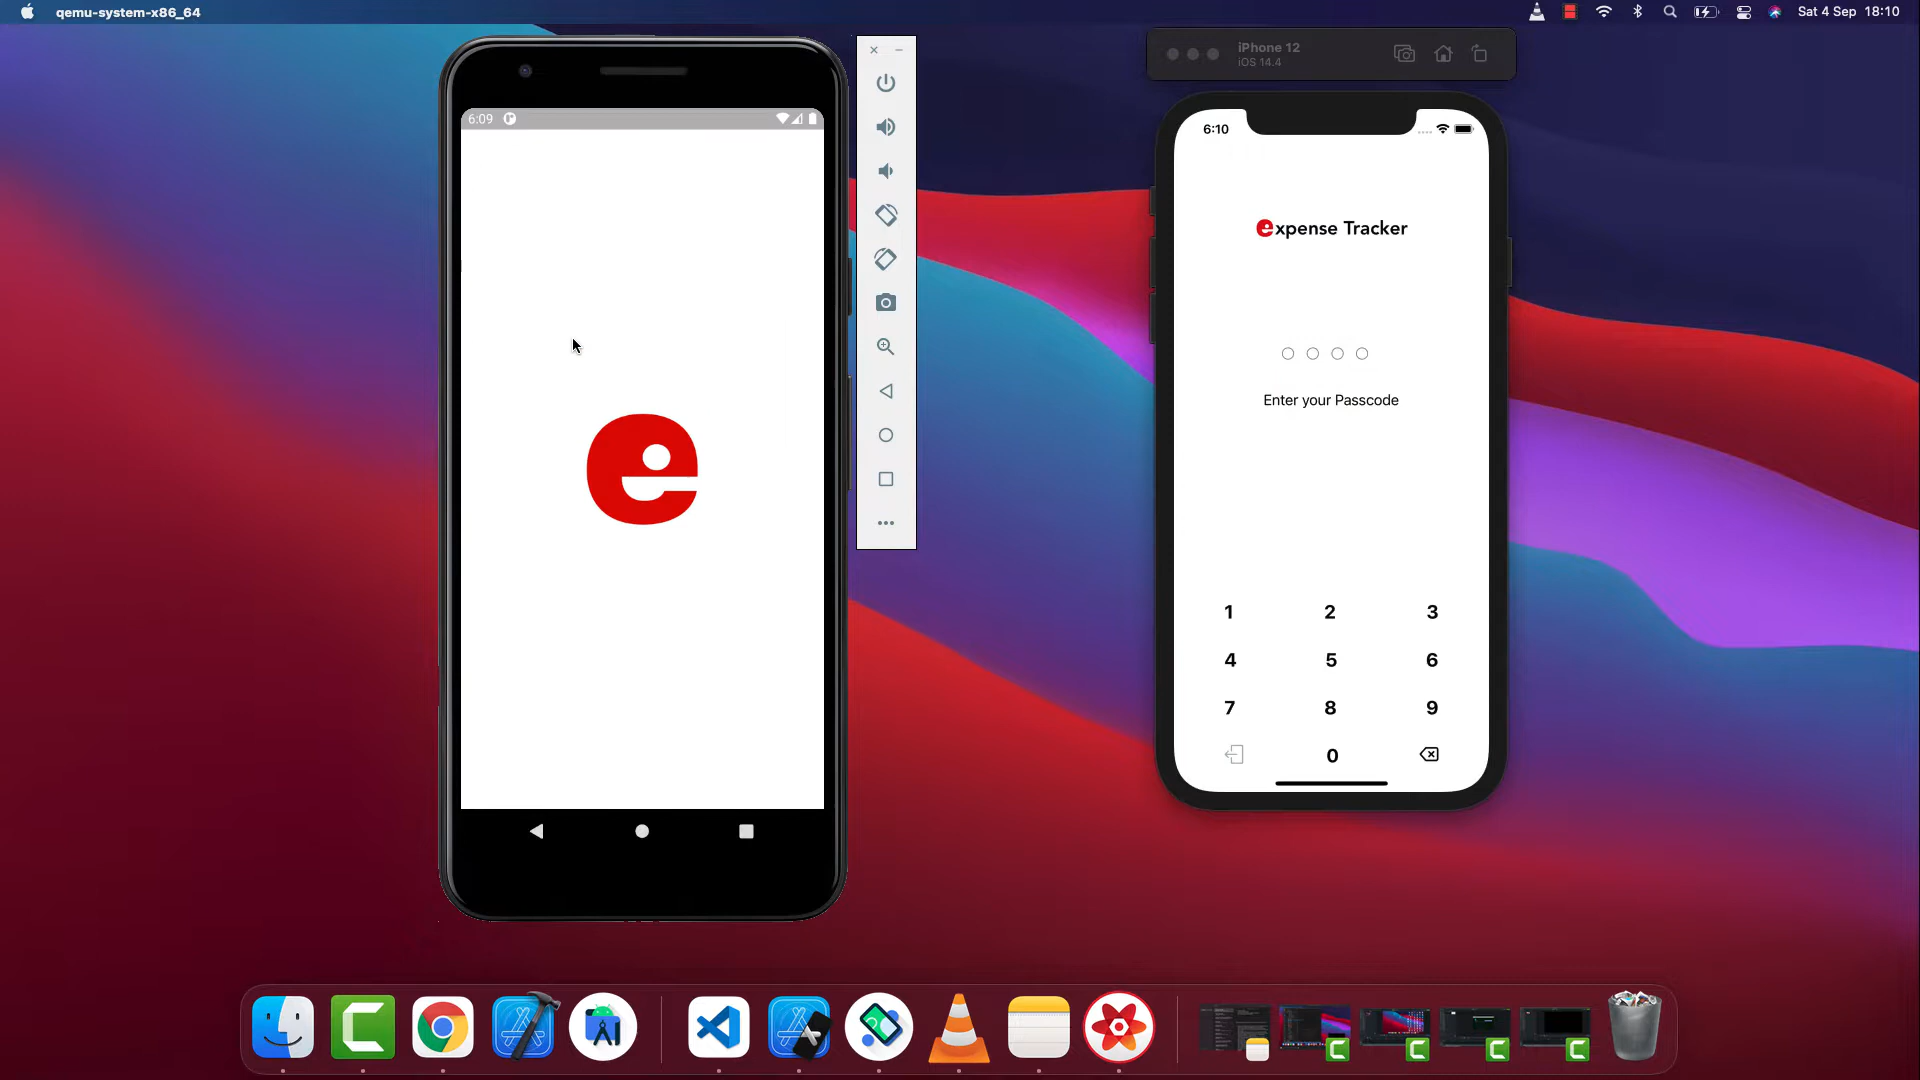 qemu-system-x86_64
Sat 4 Sep 18:10
6:09
iPhone 12
iOS 14.4
6:10
expense Tracker
Enter your Passcode
1 2 3
4 5 6
7 8 9
0